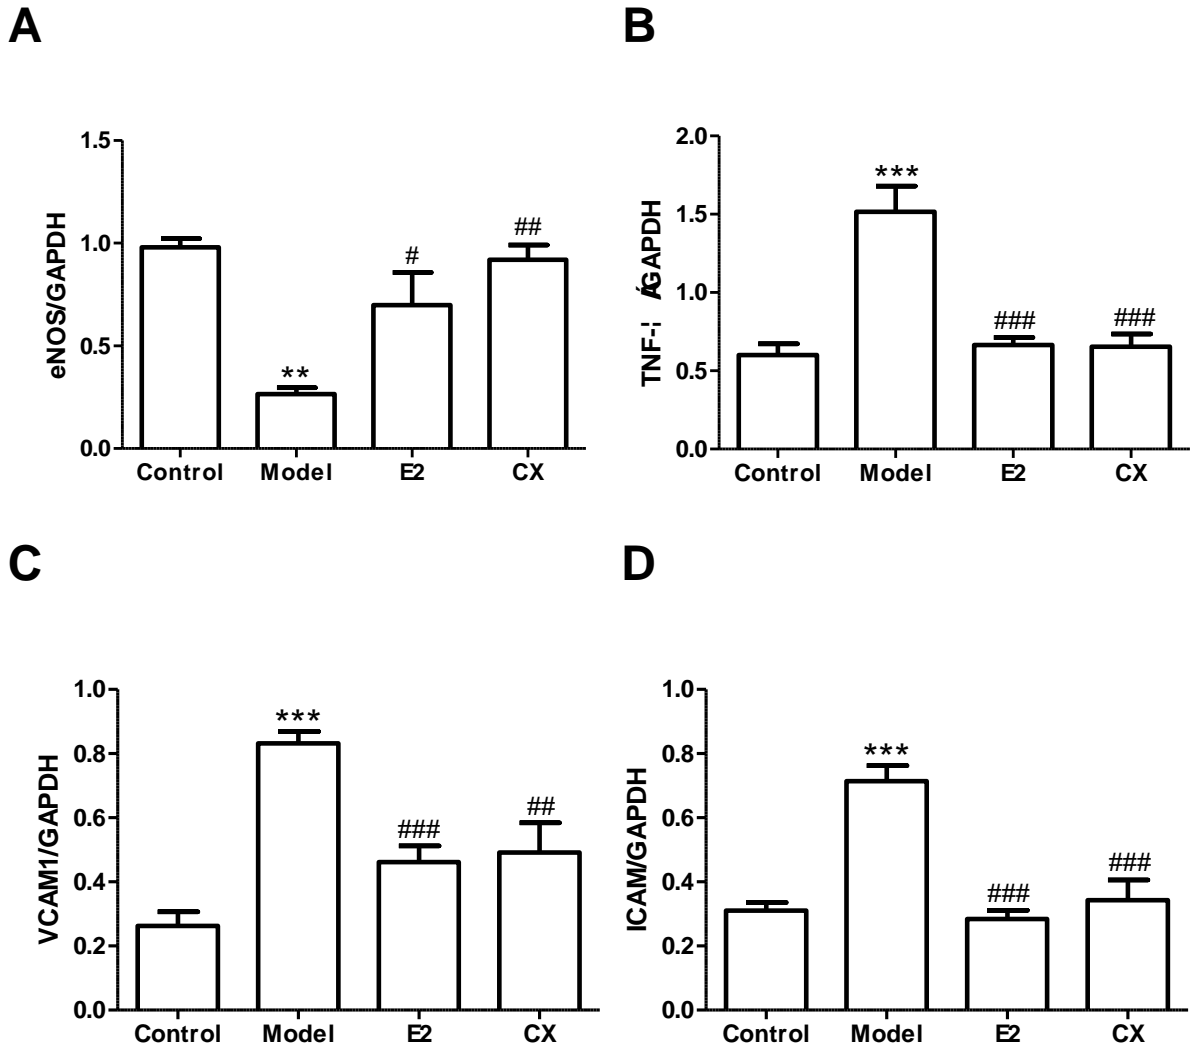 A
B
1.5
1.0
0.5
0.0
eNOS/GAPDH
**
#
##
Control Model E2 CX
2.0
1.5
1.0
0.5
0.0
TNF-¦Á/GAPDH
***
###
###
Control Model E2 CX
C
D
1.0
0.8
0.6
0.4
0.2
0.0
VCAM1/GAPDH
***
###
##
Control Model E2 CX
1.0
0.8
0.6
0.4
0.2
0.0
ICAM/GAPDH
***
###
###
Control Model E2 CX